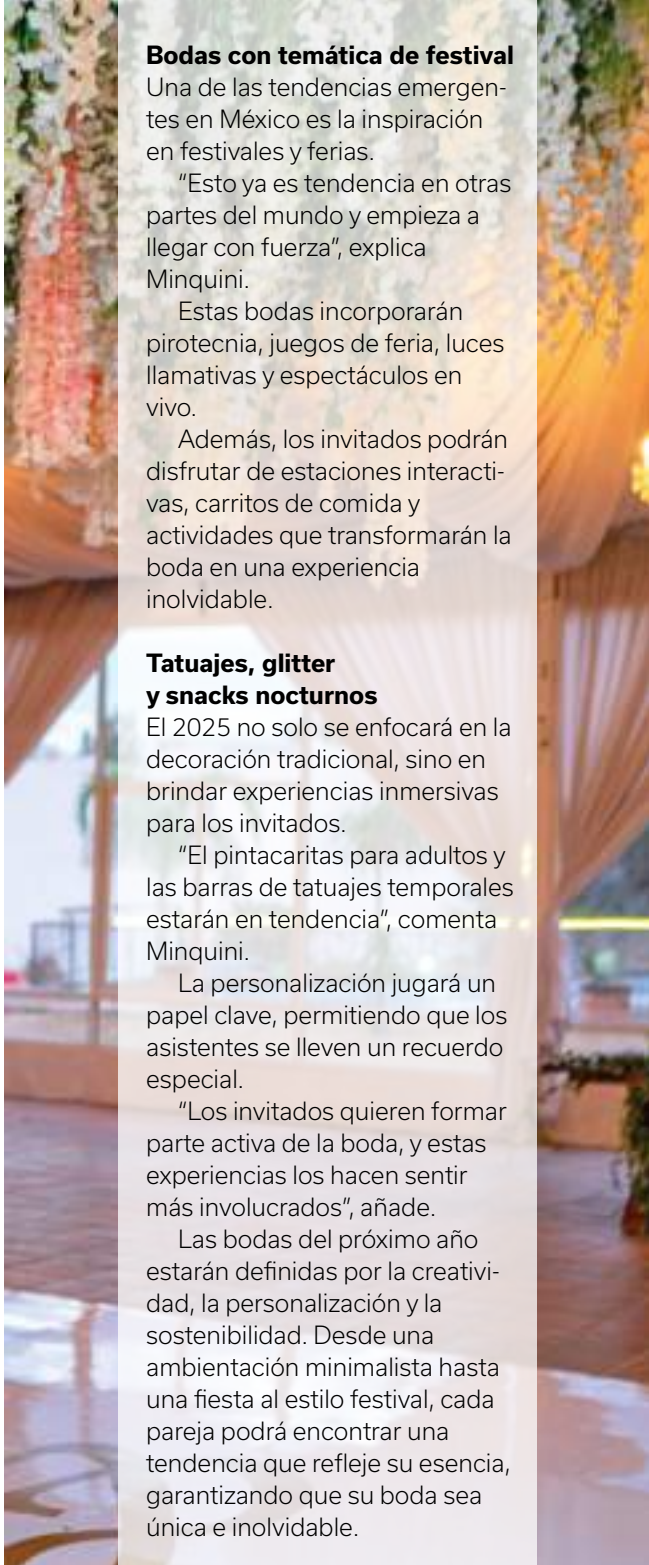 Bodas con temática de festival
Una de las tendencias emergen-
tes en México es la inspiración
en festivales y ferias.
"Esto ya es tendencia en otras
partes del mundo y empieza a
llegar con fuerza", explica
Minquini.
Estas bodas incorporarán
pirotecnia, juegos de feria, luces
llamativas y espectáculos en
vivo.
Además, los invitados podrán
disfrutar de estaciones interacti-
vas, carritos de comida y
actividades que transformarán la
boda en una experiencia
inolvidable.
Tatuajes, glitter
y snacks nocturnos
El 2025 no solo se enfocará en la
decoración tradicional, sino en
brindar experiencias inmersivas
para los invitados.
"El pintacaritas para adultos y
las barras de tatuajes temporales
estarán en tendencia", comenta
Minquini.
La personalización jugará un
papel clave, permitiendo que los
asistentes se lleven un recuerdo
especial.
"Los invitados quieren formar
parte activa de la boda, y estas
experiencias los hacen sentir
más involucrados", añade.
Las bodas del próximo año
estarán definidas por la creativi-
dad, la personalización y la
sostenibilidad. Desde una
ambientación minimalista hasta
una fiesta al estilo festival, cada
pareja podrá encontrar una
tendencia que refleje su esencia,
garantizando que su boda sea
única e inolvidable.